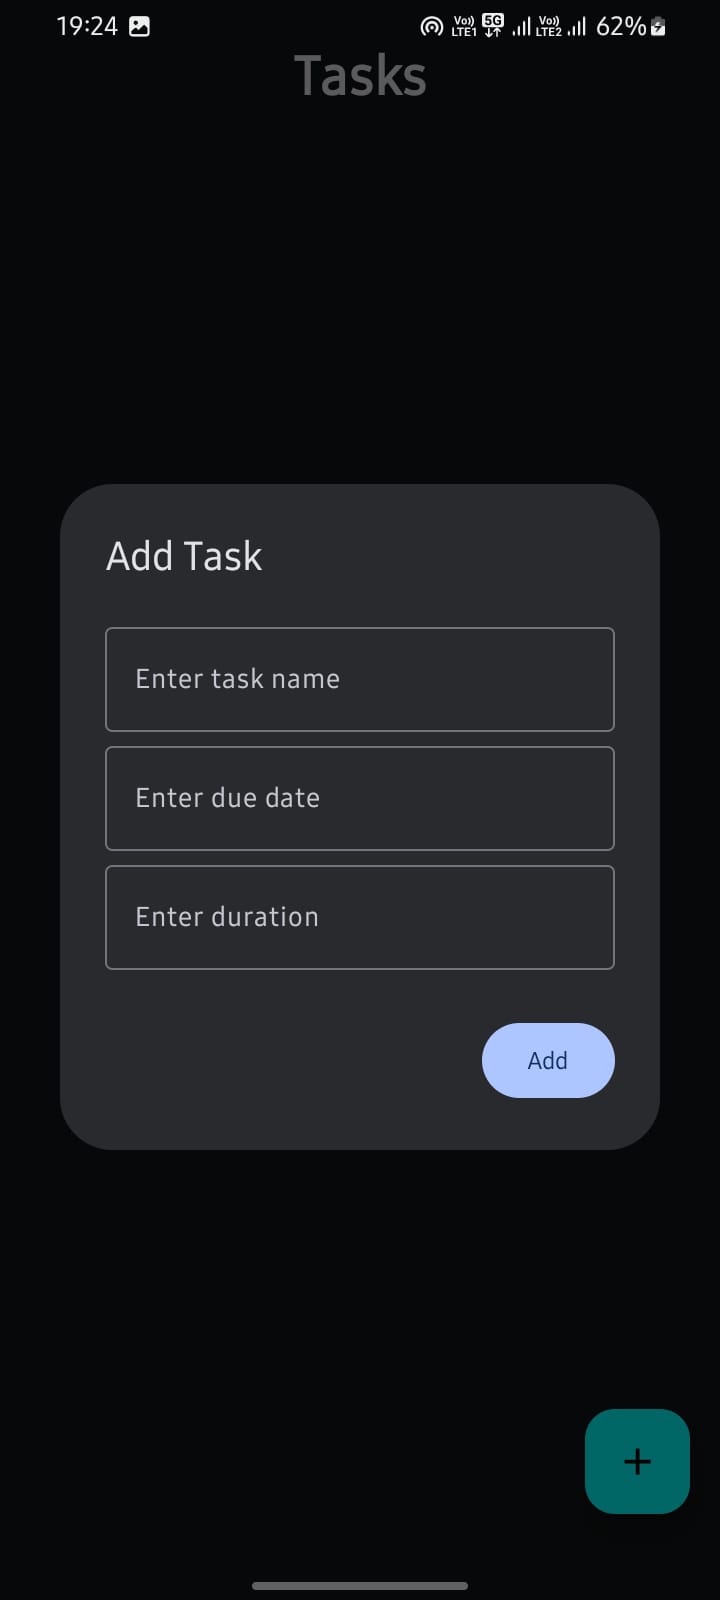 19:24 Vo)) LTE1 5G Vo)) LTE2 62%
Tasks
Add Task
Enter task name
Enter due date
Enter duration
Add